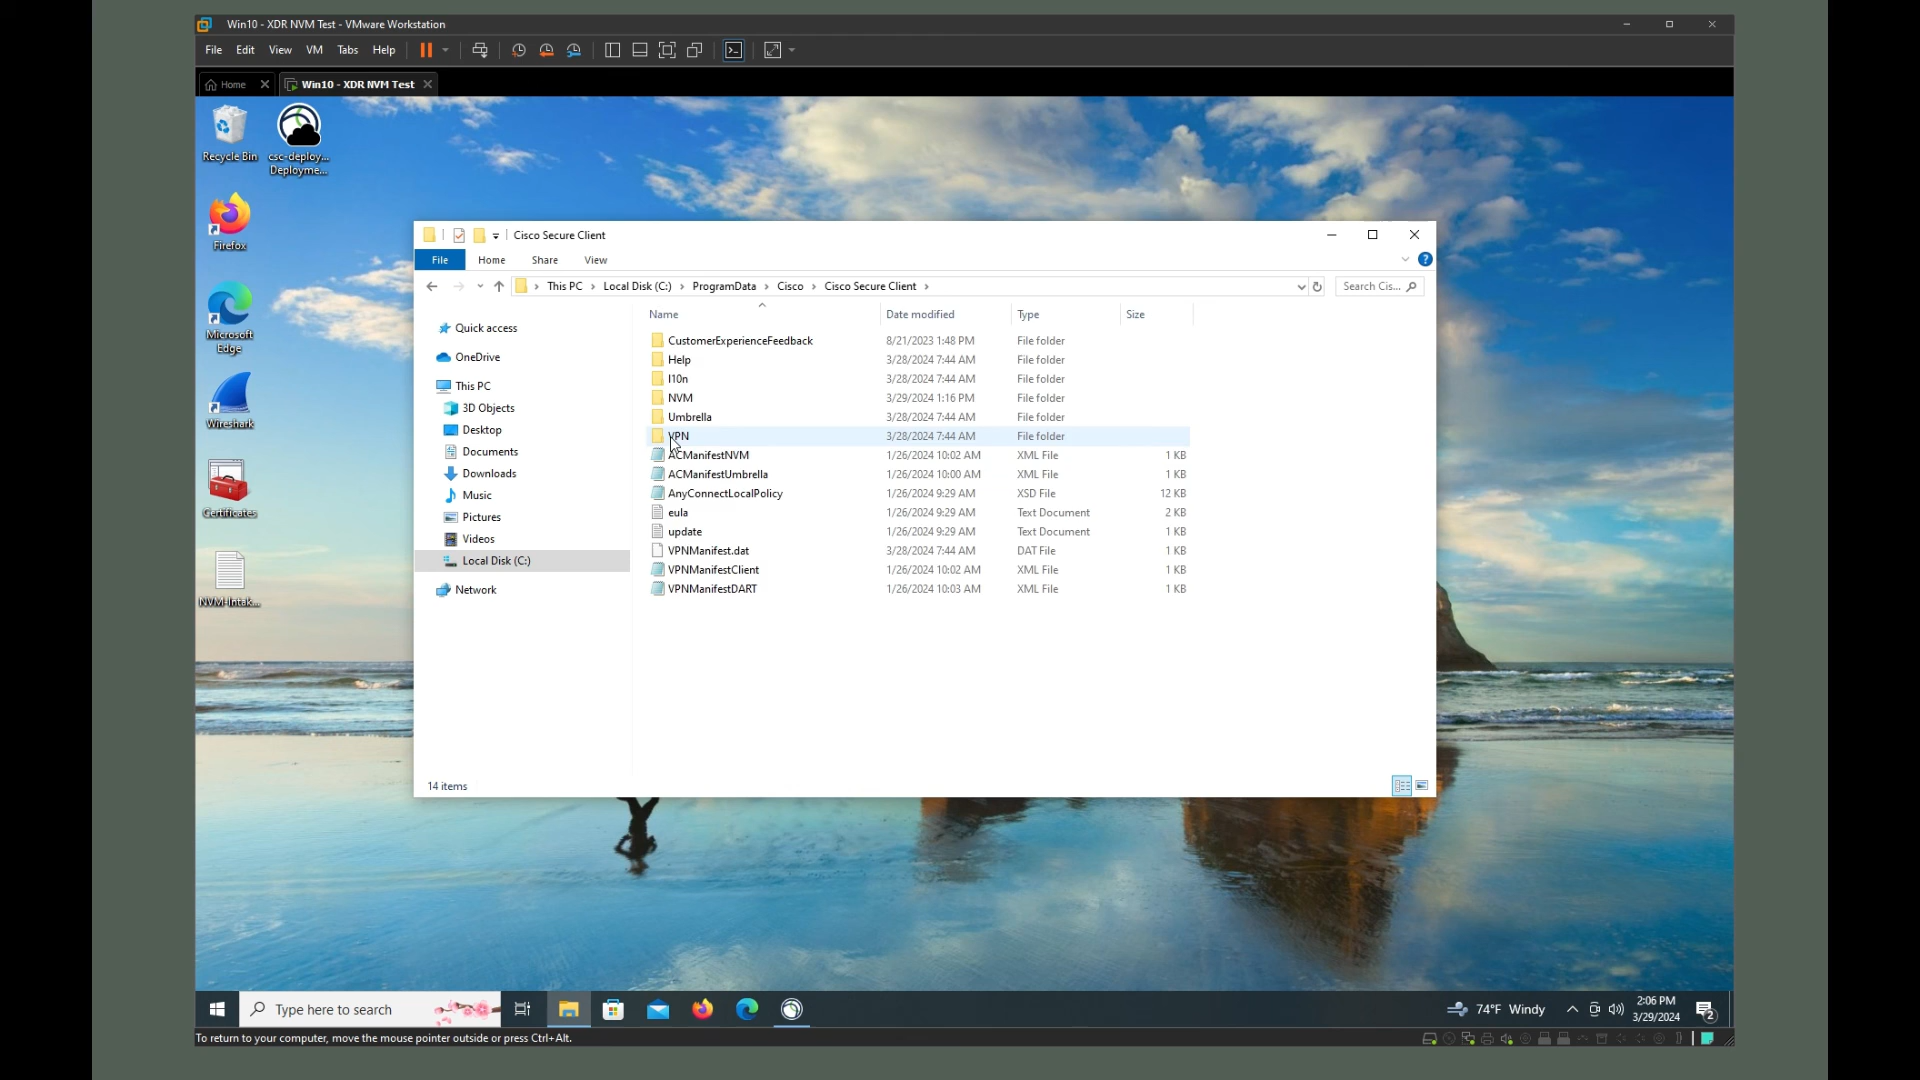 Win10 - XDR NVM Test - VMware Workstation
File Edit View VM Tabs Help
Home
Win10 - XDR NVM Test
Recycle Bin
csc-deploy...
Deployme...
Firefox
Microsoft
Edge
Wireshark
Certificates
NVM-Intak...
Cisco Secure Client
File Home Share View
This PC Local Disk (C:) ProgramData Cisco Cisco Secure Client
Search Cis...
Quick access
OneDrive
This PC
3D Objects
Desktop
Documents
Downloads
Music
Pictures
Videos
Local Disk (C:)
Network
Name Date modified Type Size
CustomerExperienceFeedback 8/21/2023 1:48 PM File folder
Help 3/28/2024 7:44 AM File folder
l10n 3/28/2024 7:44 AM File folder
NVM 3/29/2024 1:16 PM File folder
Umbrella 3/28/2024 7:44 AM File folder
VPN 3/28/2024 7:44 AM File folder
ACManifestNVM 1/26/2024 10:02 AM XML File 1 KB
ACManifestUmbrella 1/26/2024 10:00 AM XML File 1 KB
AnyConnectLocalPolicy 1/26/2024 9:29 AM XSD File 12 KB
eula 1/26/2024 9:29 AM Text Document 2 KB
update 1/26/2024 9:29 AM Text Document 1 KB
VPNManifest.dat 3/28/2024 7:44 AM DAT File 1 KB
VPNManifestClient 1/26/2024 10:02 AM XML File 1 KB
VPNManifestDART 1/26/2024 10:03 AM XML File 1 KB
14 items
Type here to search
74°F Windy
2:06 PM
3/29/2024
2
To return to your computer, move the mouse pointer outside or press Ctrl+Alt.